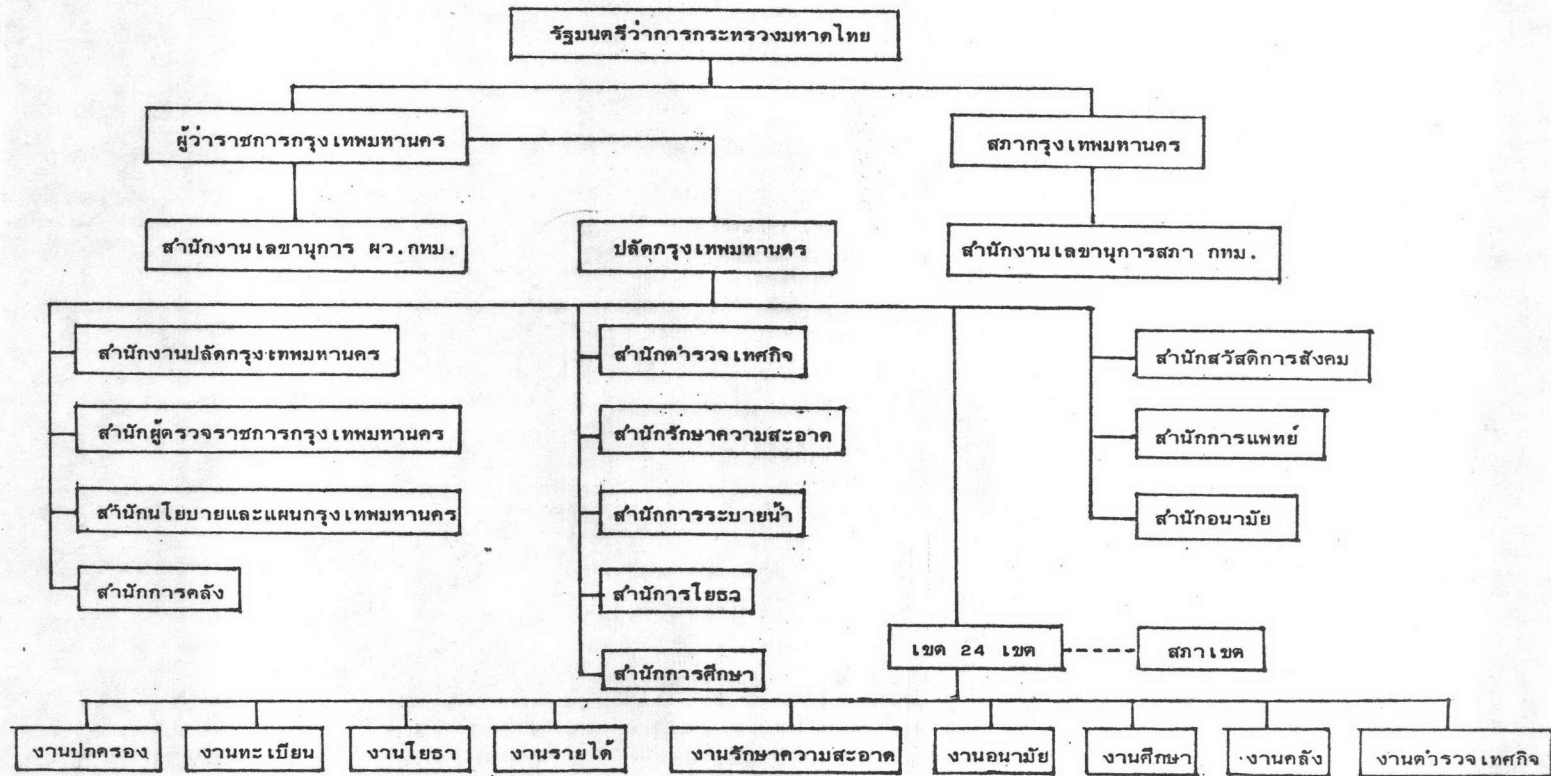 รัฐมนตรีว่าการกระทรวงมหาดไทย
ผู้ว่าราชการกรุงเทพมหานคร
สภากรุงเทพมหานคร
สำนักงานเลขานุการ ผว.กทม.
ปลัดกรุงเทพมหานคร
สำนักงานเลขานุการสภา กทม.
สำนักงานปลัดกรุงเทพมหานคร
สำนักตำรวจเทศกิจ
สำนักสวัสดิการสังคม
สำนักผู้ตรวจราชการกรุงเทพมหานคร
สำนักรักษาความสะอาด
สำนักการแพทย์
สำนักนโยบายและแผนกรุงเทพมหานคร
สำนักการระบายน้ำ
สำนักอนามัย
สำนักการคลัง
สำนักการโยธา
เขต 24 เขต
สภาเขต
สำนักการศึกษา
งานปกครอง
งานทะเบียน
งานโยธา
งานรายได้
งานรักษาความสะอาด
งานอนามัย
งานศึกษา
งานคลัง
งานตำรวจเทศกิจ